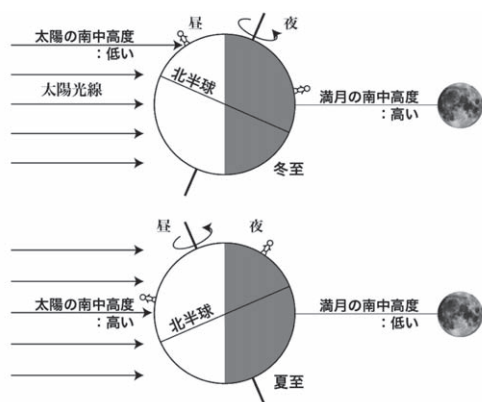 昼
夜
太陽の南中高度
：低い
北半球
太陽光線
満月の南中高度
：高い
冬至
昼
夜
太陽の南中高度
：高い
北半球
満月の南中高度
：低い
夏至